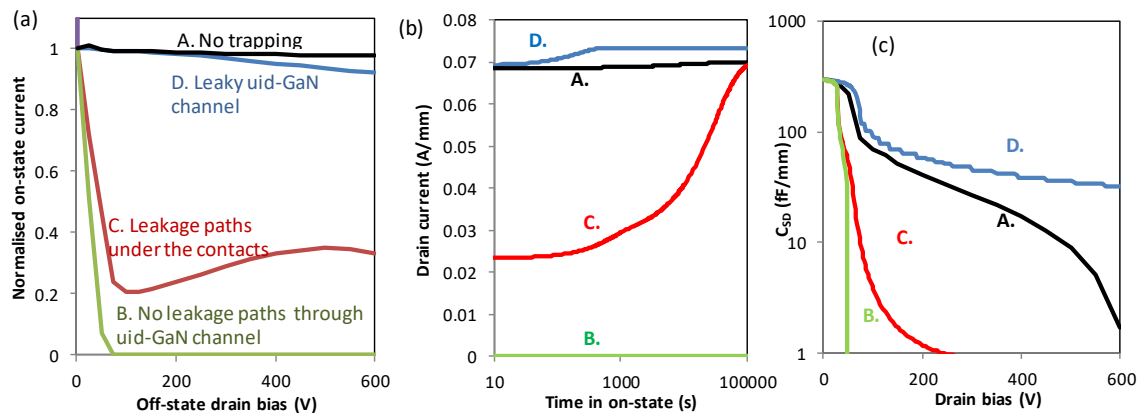 (a)
Normalised on-state current
1
0.8
0.6
0.4
0.2
0
A. No trapping
D. Leaky uid-GaN
channel
C. Leakage paths
under the contacts
B. No leakage paths through
uid-GaN channel
0 200 400 600
Off-state drain bias (V)
(b)
Drain current (A/mm)
0.08
0.07
0.06
0.05
0.04
0.03
0.02
0.01
0
D.
A.
C.
B.
10 1000 100000
Time in on-state (s)
(c)
CSD (fF/mm)
1000
100
10
1
D.
A.
C.
B.
0 200 400 600
Drain bias (V)